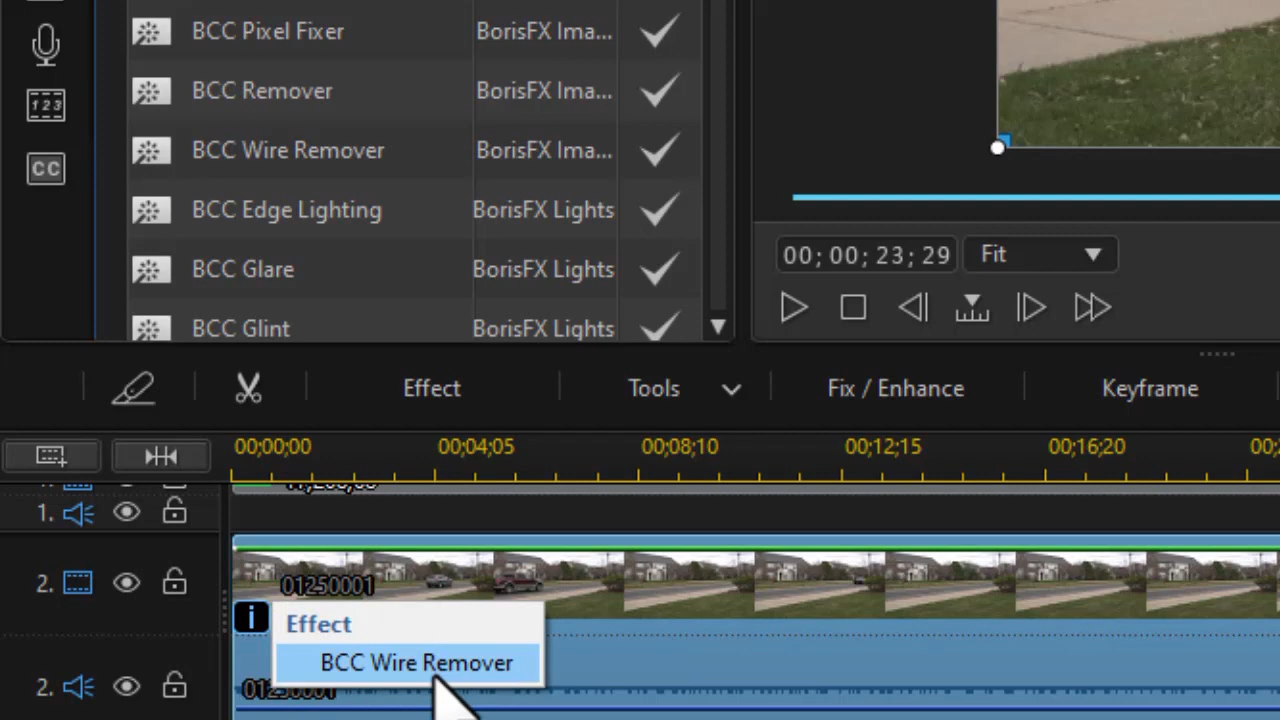 BCC Pixel Fixer BorisFX Ima...
BCC Remover BorisFX Ima...
BCC Wire Remover BorisFX Ima...
BCC Edge Lighting BorisFX Lights
BCC Glare BorisFX Lights
BCC Glint BorisFX Lights
123
CC
00; 00; 23; 29 Fit
Effect Tools Fix / Enhance Keyframe
00;00;00 00;04;05 00;08;10 00;12;15 00;16;20
1.
2. 01250001
i Effect
BCC Wire Remover
2. 01250001